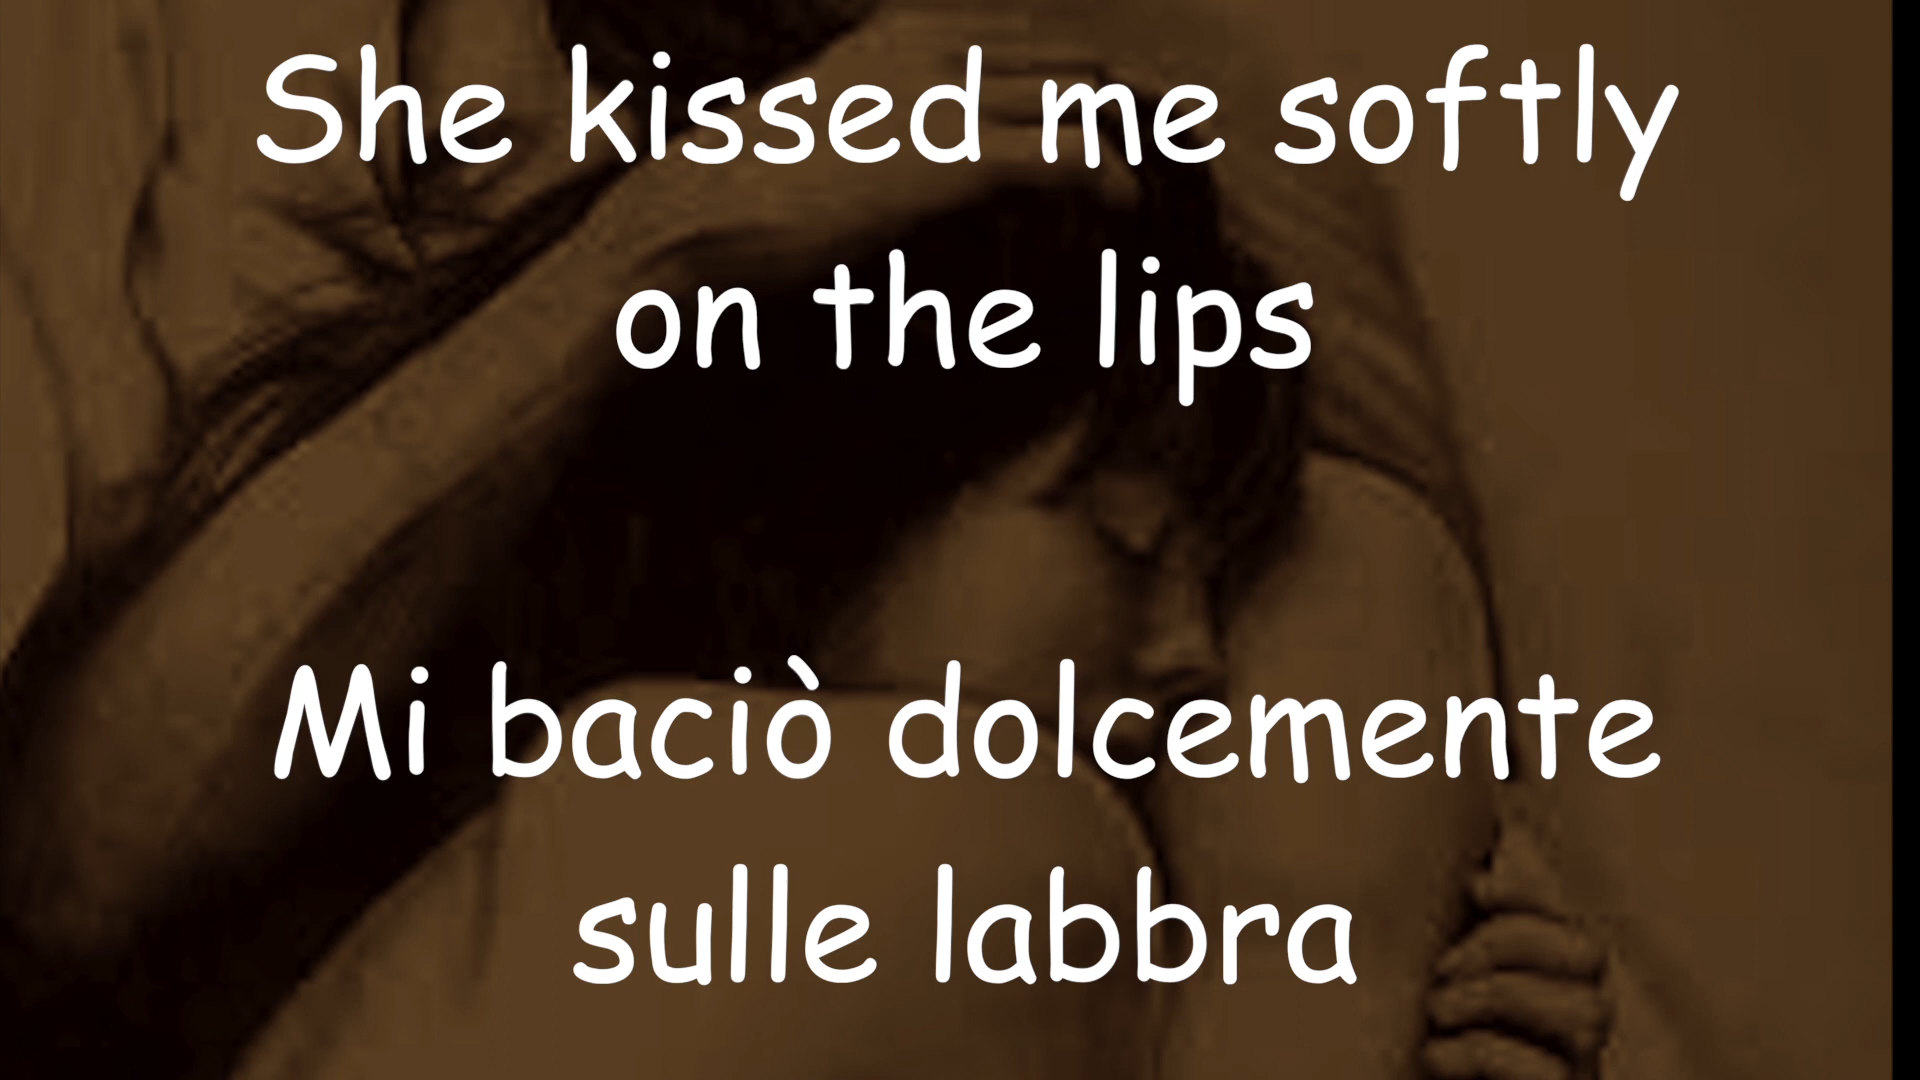 She kissed me softly
on the lips
Mi baciò dolcemente
sulle labbra